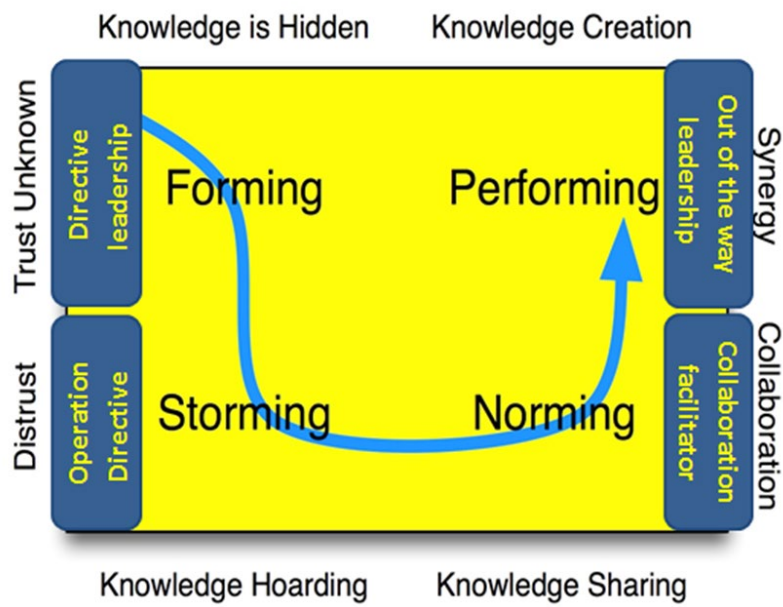 Knowledge is Hidden
Knowledge Creation
Trust Unknown
Directive
leadership
Forming
Performing
Out of the way
leadership
Synergy
Distrust
Operation
Directive
Storming
Norming
Collaboration
facilitator
Collaboration
Knowledge Hoarding
Knowledge Sharing